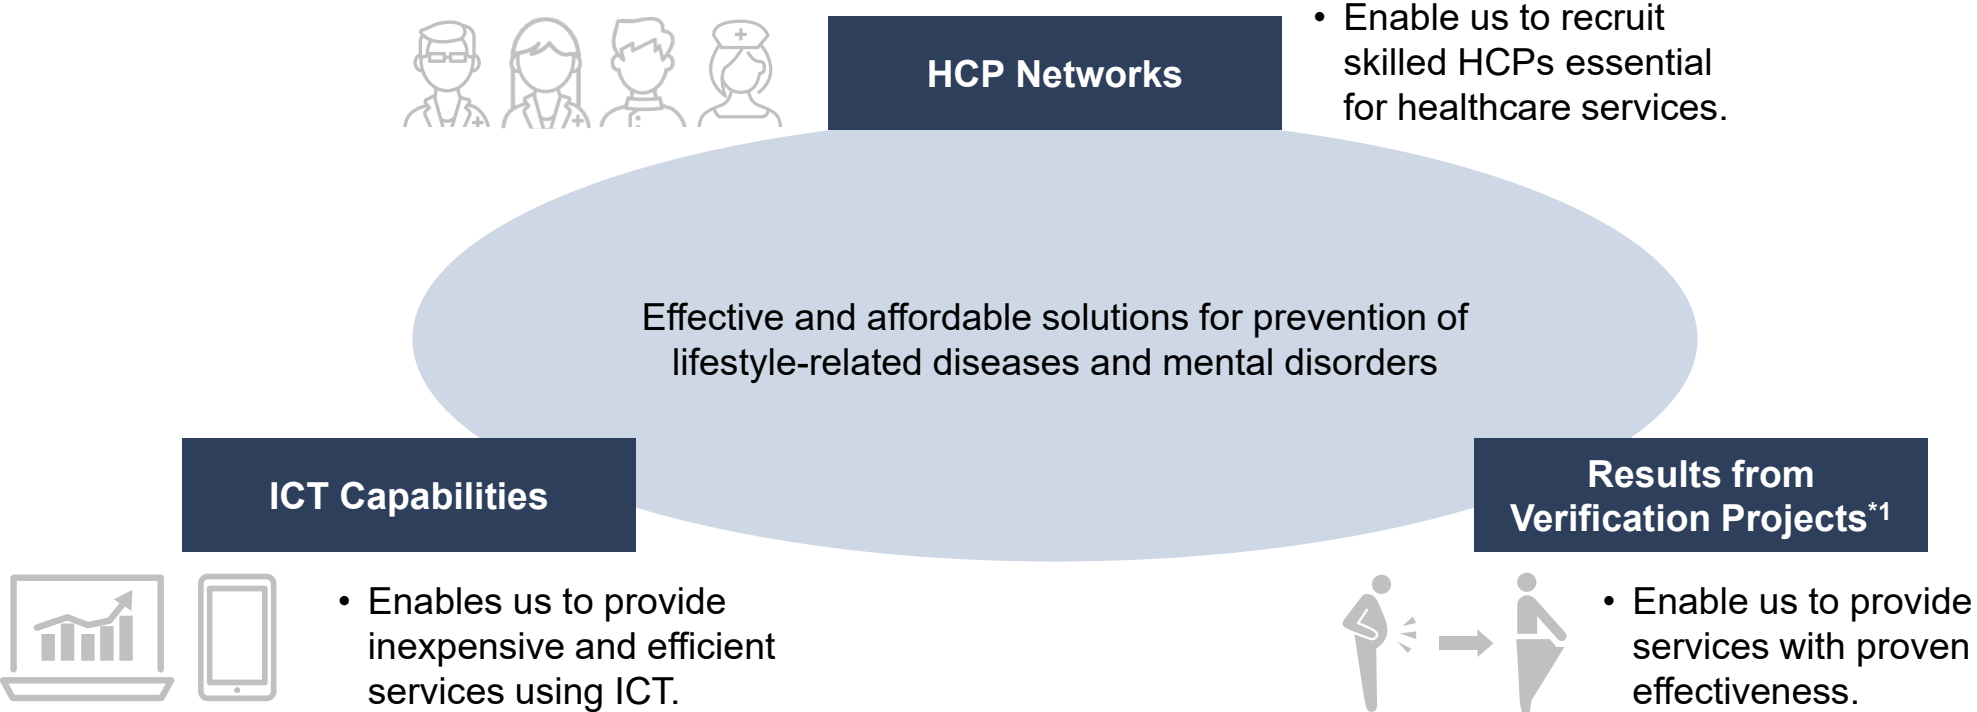 HCP Networks
• Enable us to recruit
skilled HCPs essential
for healthcare services.
Effective and affordable solutions for prevention of
lifestyle-related diseases and mental disorders
ICT Capabilities
• Enables us to provide
inexpensive and efficient
services using ICT.
Results from
Verification Projects*1
• Enable us to provide
services with proven
effectiveness.